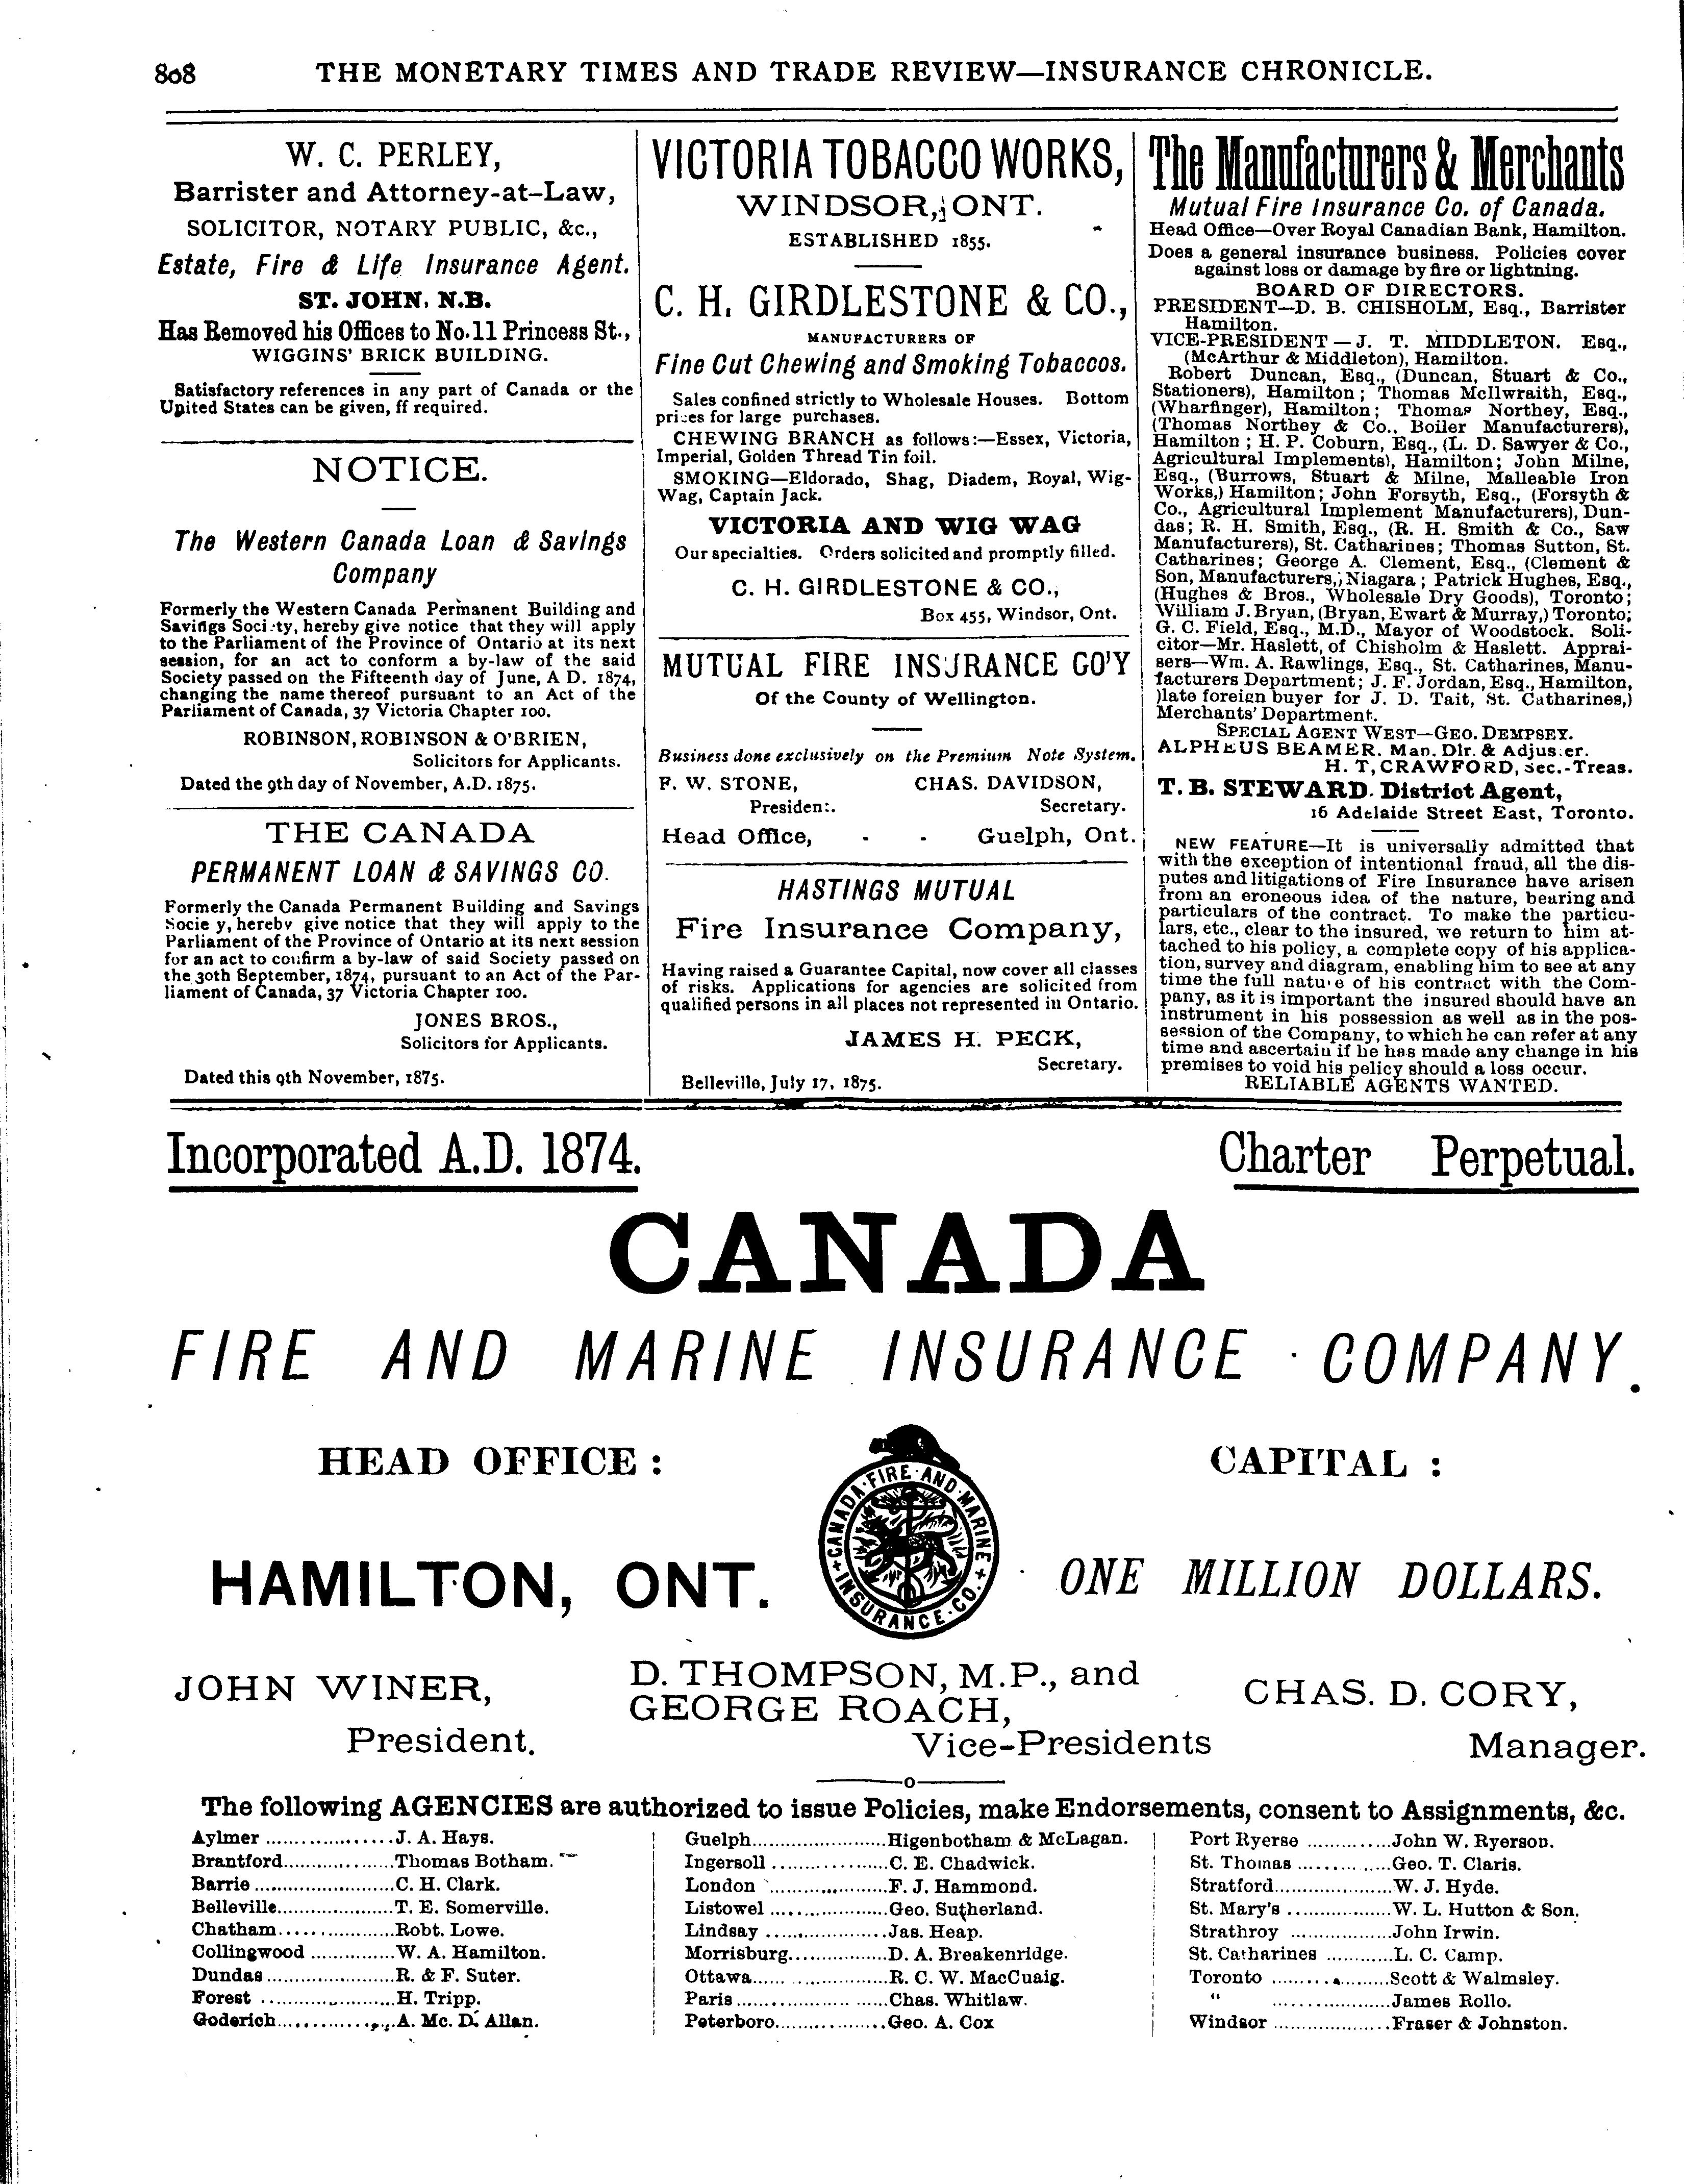 808 THE MONETARY TIMES AND TRADE REVIEW—INSURANCE CHRONICLE.
W. C. PERLEY,
Barrister and Attorney-at-Law,
SOLICITOR, NOTARY PUBLIC, &c.,
Estate, Fire & Life Insurance Agent.
ST. JOHN, N.B.
Has Removed his Offices to No. 11 Princess St.,
WIGGINS' BRICK BUILDING.
Satisfactory references in any part of Canada or the
United States can be given, ff required.
NOTICE.
The Western Canada Loan & Savings
Company
Formerly the Western Canada Permanent Building and
Savings Society, hereby give notice that they will apply
to the Parliament of the Province of Ontario at its next
session, for an act to conform a by-law of the said
Society passed on the Fifteenth day of June, A D. 1874,
changing the name thereof pursuant to an Act of the
Parliament of Canada, 37 Victoria Chapter 100.
ROBINSON, ROBINSON & O'BRIEN,
Solicitors for Applicants.
Dated the 9th day of November, A.D. 1875.
THE CANADA
PERMANENT LOAN & SAVINGS CO.
Formerly the Canada Permanent Building and Savings
Socie y, hereby give notice that they will apply to the
Parliament of the Province of Ontario at its next session
for an act to confirm a by-law of said Society passed on
the 30th September, 1874, pursuant to an Act of the Par-
liament of Canada, 37 Victoria Chapter 100.
JONES BROS.,
Solicitors for Applicants.
Dated this 9th November, 1875.
VICTORIA TOBACCO WORKS,
WINDSOR, ONT.
ESTABLISHED 1855.
C. H. GIRDLESTONE & CO.,
MANUFACTURERS OF
Fine Cut Chewing and Smoking Tobaccos.
Sales confined strictly to Wholesale Houses. Bottom
prices for large purchases.
CHEWING BRANCH as follows:—Essex, Victoria,
Imperial, Golden Thread Tin foil.
SMOKING—Eldorado, Shag, Diadem, Royal, Wig-
Wag, Captain Jack.
VICTORIA AND WIG WAG
Our specialties. Orders solicited and promptly filled.
C. H. GIRDLESTONE & CO.,
Box 455, Windsor, Ont.
MUTUAL FIRE INSURANCE CO'Y
Of the County of Wellington.
Business done exclusively on the Premium Note System.
F. W. STONE, CHAS. DAVIDSON,
President. Secretary.
Head Office, - - Guelph, Ont.
HASTINGS MUTUAL
Fire Insurance Company,
Having raised a Guarantee Capital, now cover all classes
of risks. Applications for agencies are solicited from
qualified persons in all places not represented in Ontario.
JAMES H. PECK,
Secretary.
Belleville, July 17, 1875.
The Manufacturers & Merchants
Mutual Fire Insurance Co. of Canada.
Head Office—Over Royal Canadian Bank, Hamilton.
Does a general insurance business. Policies cover
against loss or damage by fire or lightning.
BOARD OF DIRECTORS.
PRESIDENT—D. B. CHISHOLM, Esq., Barrister
Hamilton.
VICE-PRESIDENT—J. T. MIDDLETON. Esq.,
(McArthur & Middleton), Hamilton.
Robert Duncan, Esq., (Duncan, Stuart & Co.,
Stationers), Hamilton; Thomas McIlwraith, Esq.,
(Wharfinger), Hamilton; Thomas Northey, Esq.,
(Thomas Northey & Co., Boiler Manufacturers),
Hamilton; H. P. Coburn, Esq., (L. D. Sawyer & Co.,
Agricultural Implements), Hamilton; John Milne,
Esq., (Burrows, Stuart & Milne, Malleable Iron
Works,) Hamilton; John Forsyth, Esq., (Forsyth &
Co., Agricultural Implement Manufacturers), Dun-
das; R. H. Smith, Esq., (R. H. Smith & Co., Saw
Manufacturers), St. Catharines; Thomas Sutton, St.
Catharines; George A. Clement, Esq., (Clement &
Son, Manufacturers,) Niagara; Patrick Hughes, Esq.,
(Hughes & Bros., Wholesale Dry Goods), Toronto;
William J. Bryan, (Bryan, Ewart & Murray,) Toronto;
G. C. Field, Esq., M.D., Mayor of Woodstock. Soli-
citor—Mr. Haslett, of Chisholm & Haslett. Apprai-
sers—Wm. A. Rawlings, Esq., St. Catharines, Manu-
facturers Department; J. F. Jordan, Esq., Hamilton,
)late foreign buyer for J. D. Tait, St. Catharines,)
Merchants' Department.
SPECIAL AGENT WEST—GEO. DEMPSEY.
ALPHEUS BEAMER. Man. Dir. & Adjus.er.
H. T, CRAWFORD, Sec.-Treas.
T. B. STEWARD. District Agent,
16 Adelaide Street East, Toronto.
NEW FEATURE—It is universally admitted that
with the exception of intentional fraud, all the dis-
putes and litigations of Fire Insurance have arisen
from an eroneous idea of the nature, bearing and
particulars of the contract. To make the particu-
lars, etc., clear to the insured, we return to him at-
tached to his policy, a complete copy of his applica-
tion, survey and diagram, enabling him to see at any
time the full nature of his contract with the Com-
pany, as it is important the insured should have an
instrument in his possession as well as in the pos-
session of the Company, to which he can refer at any
time and ascertain if he has made any change in his
premises to void his pelicy should a loss occur.
RELIABLE AGENTS WANTED.
Incorporated A.D. 1874. Charter Perpetual.
CANADA
FIRE AND MARINE INSURANCE COMPANY.
HEAD OFFICE: CAPITAL:
CANADA·FIRE·AND·MARINE + INSURANCE·CO. +
HAMILTON, ONT. ONE MILLION DOLLARS.
JOHN WINER, D. THOMPSON, M.P., and CHAS. D. CORY,
GEORGE ROACH,
President. Vice-Presidents Manager.
The following AGENCIES are authorized to issue Policies, make Endorsements, consent to Assignments, &c.
Aylmer ........ J. A. Hays.
Brantford ........ Thomas Botham.
Barrie ........ C. H. Clark.
Belleville ........ T. E. Somerville.
Chatham ........ Robt. Lowe.
Collingwood ........ W. A. Hamilton.
Dundas ........ R. & F. Suter.
Forest ........ H. Tripp.
Goderich ........ A. Mc. D. Allan.
Guelph ........ Higenbotham & McLagan.
Ingersoll ........ C. E. Chadwick.
London ........ F. J. Hammond.
Listowel ........ Geo. Sutherland.
Lindsay ........ Jas. Heap.
Morrisburg ........ D. A. Breakenridge.
Ottawa ........ R. C. W. MacCuaig.
Paris ........ Chas. Whitlaw.
Peterboro ........ Geo. A. Cox
Port Ryerse ........ John W. Ryerson.
St. Thomas ........ Geo. T. Claris.
Stratford ........ W. J. Hyde.
St. Mary's ........ W. L. Hutton & Son.
Strathroy ........ John Irwin.
St. Catharines ........ L. C. Camp.
Toronto ........ Scott & Walmsley.
" ........ James Rollo.
Windsor ........ Fraser & Johnston.